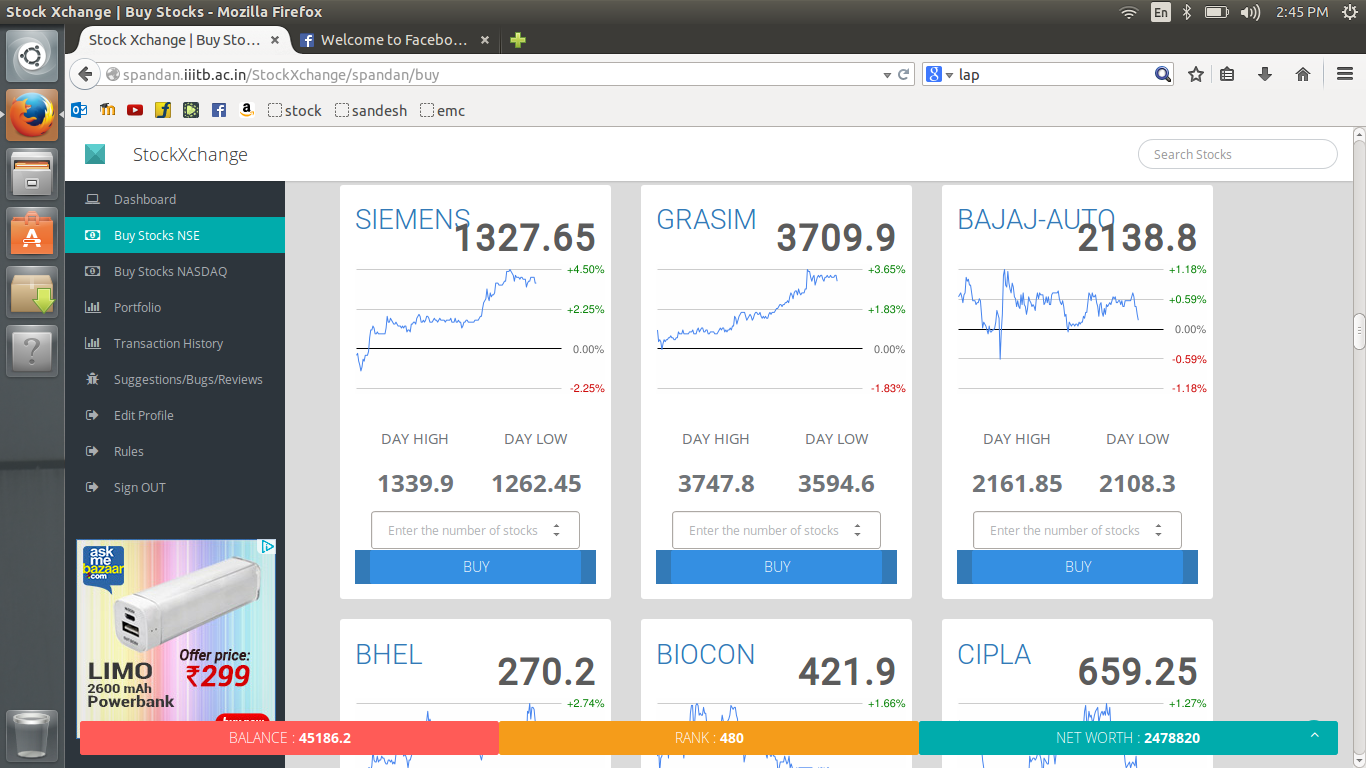 Stock Xchange | Buy Stocks - Mozilla Firefox
En
2:45 PM
Stock Xchange | Buy Sto...
Welcome to Facebo...
spandan.iiitb.ac.in/StockXchange/spandan/buy
lap
stock
sandesh
emc
StockXchange
Search Stocks
Dashboard
Buy Stocks NSE
Buy Stocks NASDAQ
Portfolio
Transaction History
Suggestions/Bugs/Reviews
Edit Profile
Rules
Sign OUT
ask
me
bazaar
.com
Offer price:
₹299
LIMO
2600 mAh
Powerbank
SIEMENS
1327.65
+4.50%
+2.25%
0.00%
-2.25%
DAY HIGH DAY LOW
1339.9 1262.45
Enter the number of stocks
BUY
GRASIM
3709.9
+3.65%
+1.83%
0.00%
-1.83%
DAY HIGH DAY LOW
3747.8 3594.6
Enter the number of stocks
BUY
BAJAJ-AUTO
2138.8
+1.18%
+0.59%
0.00%
-0.59%
-1.18%
DAY HIGH DAY LOW
2161.85 2108.3
Enter the number of stocks
BUY
BHEL
270.2
+2.74%
BIOCON
421.9
+1.66%
CIPLA
659.25
+1.27%
BALANCE : 45186.2
RANK : 480
NET WORTH : 2478820